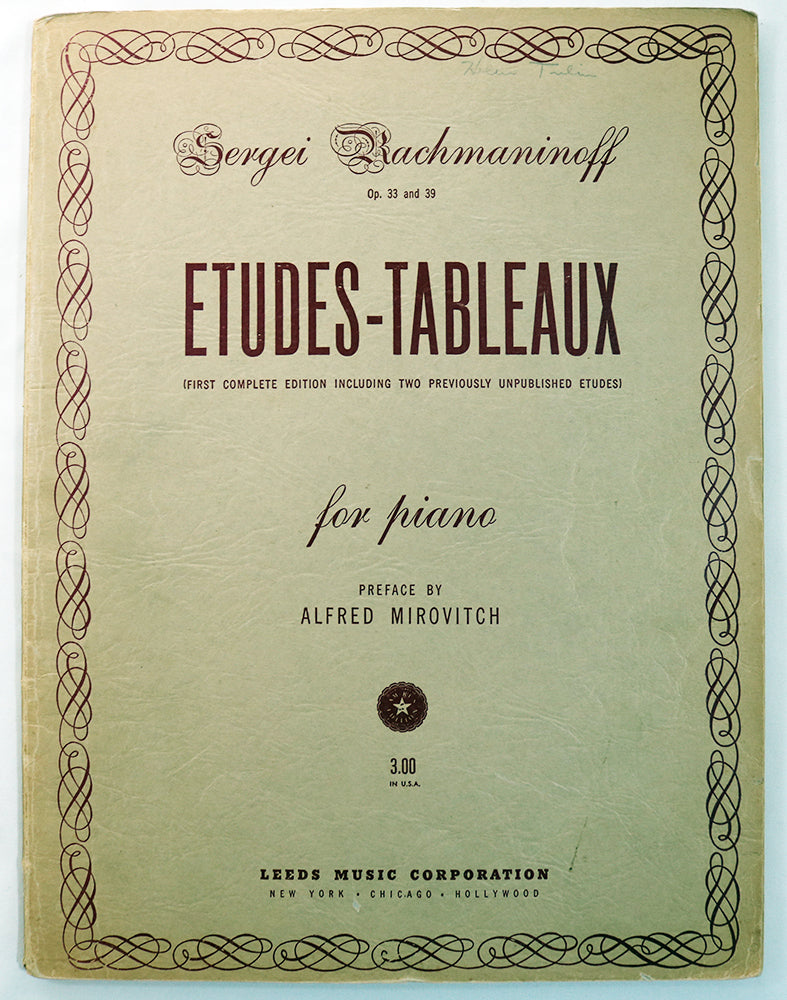 Sergei Rachmaninoff
Op. 33 and 39
ETUDES-TABLEAUX
(FIRST COMPLETE EDITION INCLUDING TWO PREVIOUSLY UNPUBLISHED ETUDES)
for piano
PREFACE BY
ALFRED MIROVITCH
3.00
IN U.S.A.
LEEDS MUSIC CORPORATION
NEW YORK • CHICAGO • HOLLYWOOD